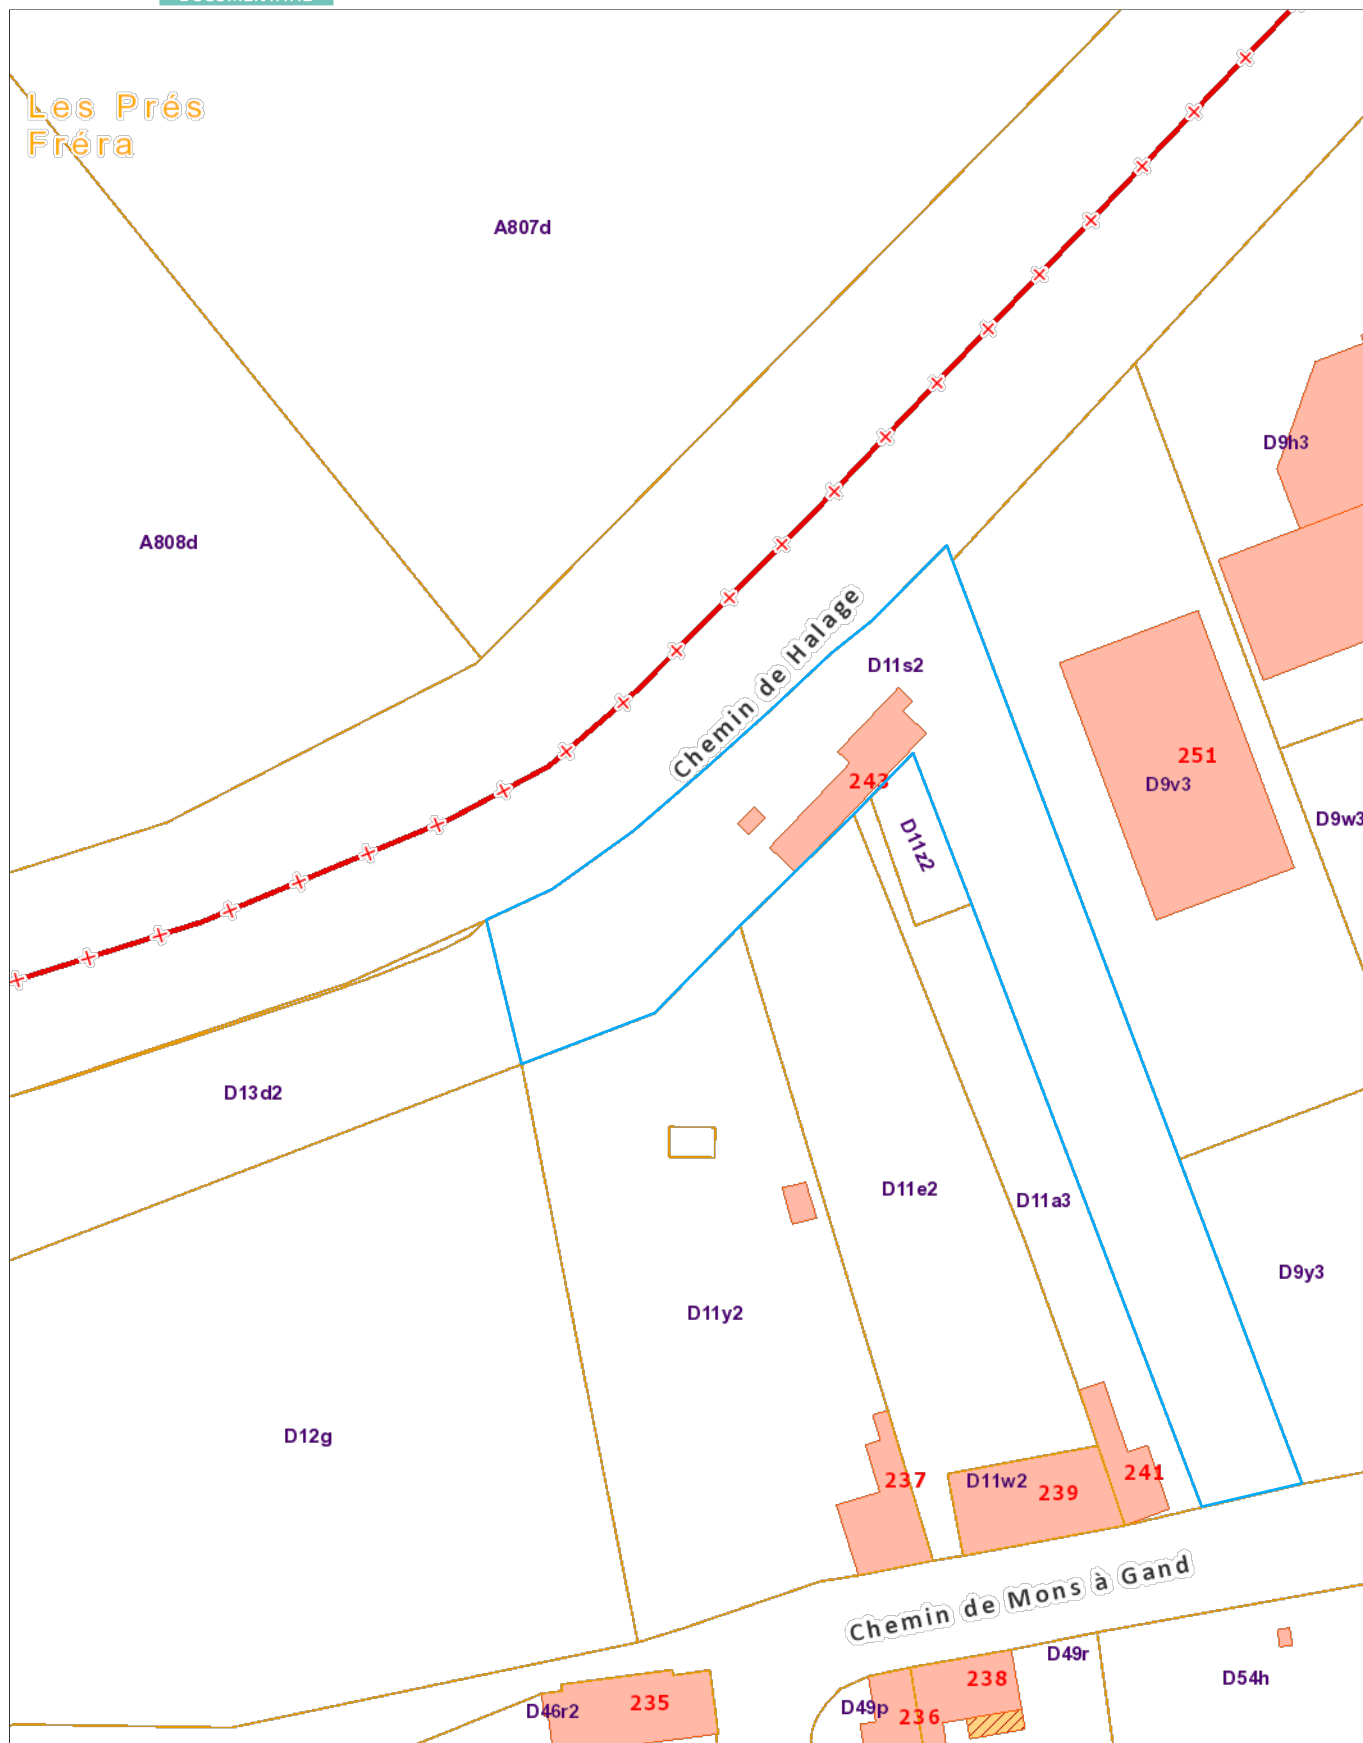 Les Prés
Fréra
A807d
D9h3
A808d
Chemin de Halage
D11s2
251
243
D9v3
D9w3
D11z2
D13d2
D11e2
D11a3
D9y3
D11y2
D12g
237
D11w2
239
241
Chemin de Mons à Gand
D49r
D54h
238
D46r2
235
D49p
236